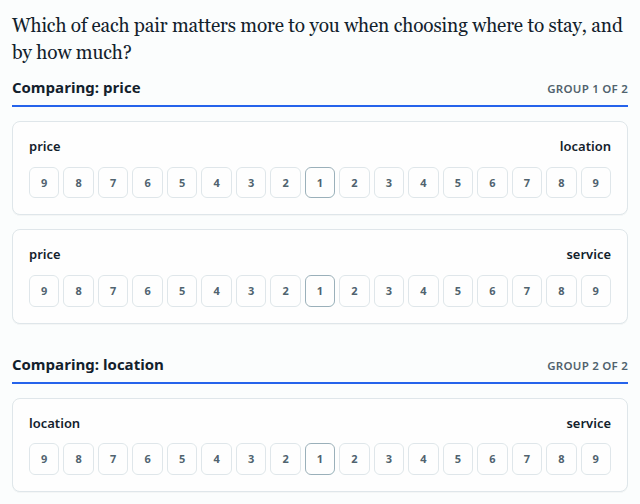 Which of each pair matters more to you when choosing where to stay, and
by how much?
Comparing: price GROUP 1 OF 2
price location
9 8 7 6 5 4 3 2 1 2 3 4 5 6 7 8 9
price service
9 8 7 6 5 4 3 2 1 2 3 4 5 6 7 8 9
Comparing: location GROUP 2 OF 2
location service
9 8 7 6 5 4 3 2 1 2 3 4 5 6 7 8 9